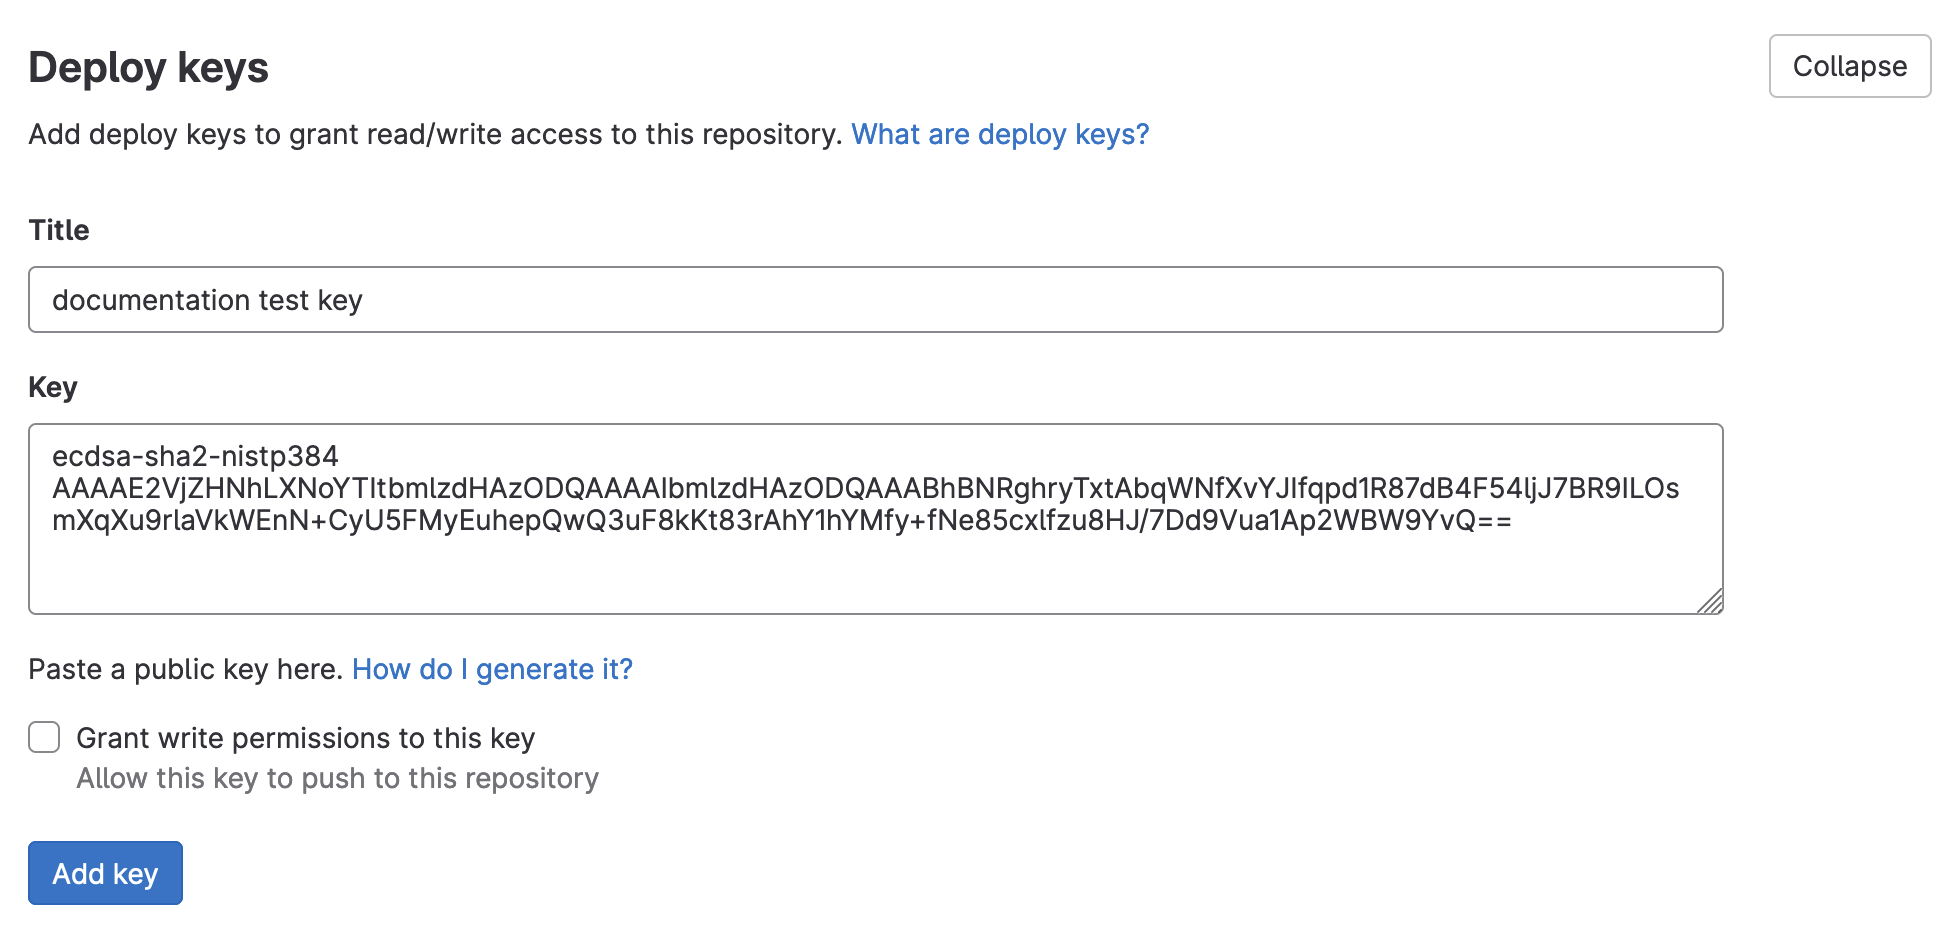 Deploy keys
Collapse
Add deploy keys to grant read/write access to this repository. What are deploy keys?
Title
documentation test key
Key
ecdsa-sha2-nistp384
AAAAE2VjZHNhLXNoYTItbmlzdHAzODQAAAAIbmlzdHAzODQAAABhBNRghryTxtAbqWNfXvYJIfqpd1R87dB4F54ljJ7BR9ILOs
mXqXu9rlaVkWEnN+CyU5FMyEuhepQwQ3uF8kKt83rAhY1hYMfy+fNe85cxlfzu8HJ/7Dd9Vua1Ap2WBW9YvQ==
Paste a public key here. How do I generate it?
Grant write permissions to this key
Allow this key to push to this repository
Add key